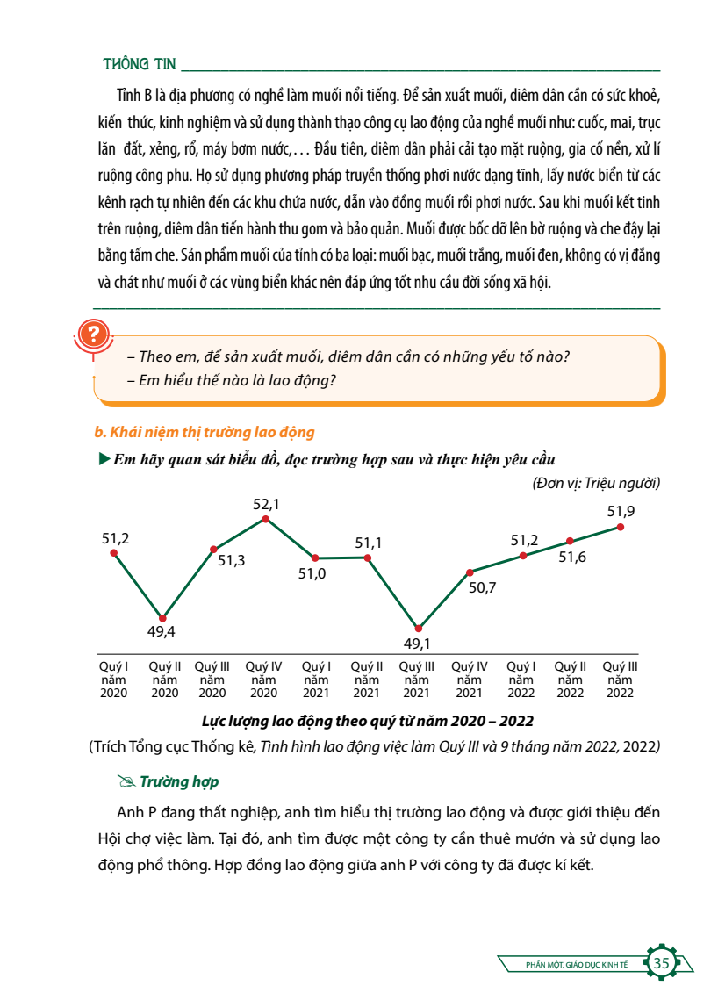 THÔNG TIN
Tỉnh B là địa phương có nghề làm muối nổi tiếng. Để sản xuất muối, diêm dân cần có sức khoẻ,
kiến thức, kinh nghiệm và sử dụng thành thạo công cụ lao động của nghề muối như: cuốc, mai, trục
lăn đất, xẻng, rổ, máy bơm nước,… Đầu tiên, diêm dân phải cải tạo mặt ruộng, gia cố nền, xử lí
ruộng công phu. Họ sử dụng phương pháp truyền thống phơi nước dạng tĩnh, lấy nước biển từ các
kênh rạch tự nhiên đến các khu chứa nước, dẫn vào đồng muối rồi phơi nước. Sau khi muối kết tinh
trên ruộng, diêm dân tiến hành thu gom và bảo quản. Muối được bốc dỡ lên bờ ruộng và che đậy lại
bằng tấm che. Sản phẩm muối của tỉnh có ba loại: muối bạc, muối trắng, muối đen, không có vị đắng
và chát như muối ở các vùng biển khác nên đáp ứng tốt nhu cầu đời sống xã hội.
?
– Theo em, để sản xuất muối, diêm dân cần có những yếu tố nào?
– Em hiểu thế nào là lao động?
b. Khái niệm thị trường lao động
Em hãy quan sát biểu đồ, đọc trường hợp sau và thực hiện yêu cầu
(Đơn vị: Triệu người)
51,2
49,4
51,3
52,1
51,0
51,1
49,1
50,7
51,2
51,6
51,9
Quý I năm 2020
Quý II năm 2020
Quý III năm 2020
Quý IV năm 2020
Quý I năm 2021
Quý II năm 2021
Quý III năm 2021
Quý IV năm 2021
Quý I năm 2022
Quý II năm 2022
Quý III năm 2022
Lực lượng lao động theo quý từ năm 2020 – 2022
(Trích Tổng cục Thống kê, Tình hình lao động việc làm Quý III và 9 tháng năm 2022, 2022)
Trường hợp
Anh P đang thất nghiệp, anh tìm hiểu thị trường lao động và được giới thiệu đến
Hội chợ việc làm. Tại đó, anh tìm được một công ty cần thuê mướn và sử dụng lao
động phổ thông. Hợp đồng lao động giữa anh P với công ty đã được kí kết.
PHẦN MỘT. GIÁO DỤC KINH TẾ
35